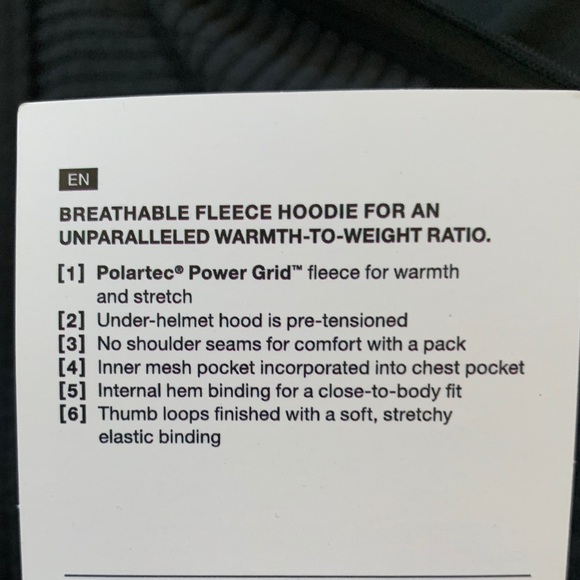 EN
BREATHABLE FLEECE HOODIE FOR AN
UNPARALLELED WARMTH-TO-WEIGHT RATIO.
[1] Polartec® Power Grid™ fleece for warmth
and stretch
[2] Under-helmet hood is pre-tensioned
[3] No shoulder seams for comfort with a pack
[4] Inner mesh pocket incorporated into chest pocket
[5] Internal hem binding for a close-to-body fit
[6] Thumb loops finished with a soft, stretchy
elastic binding